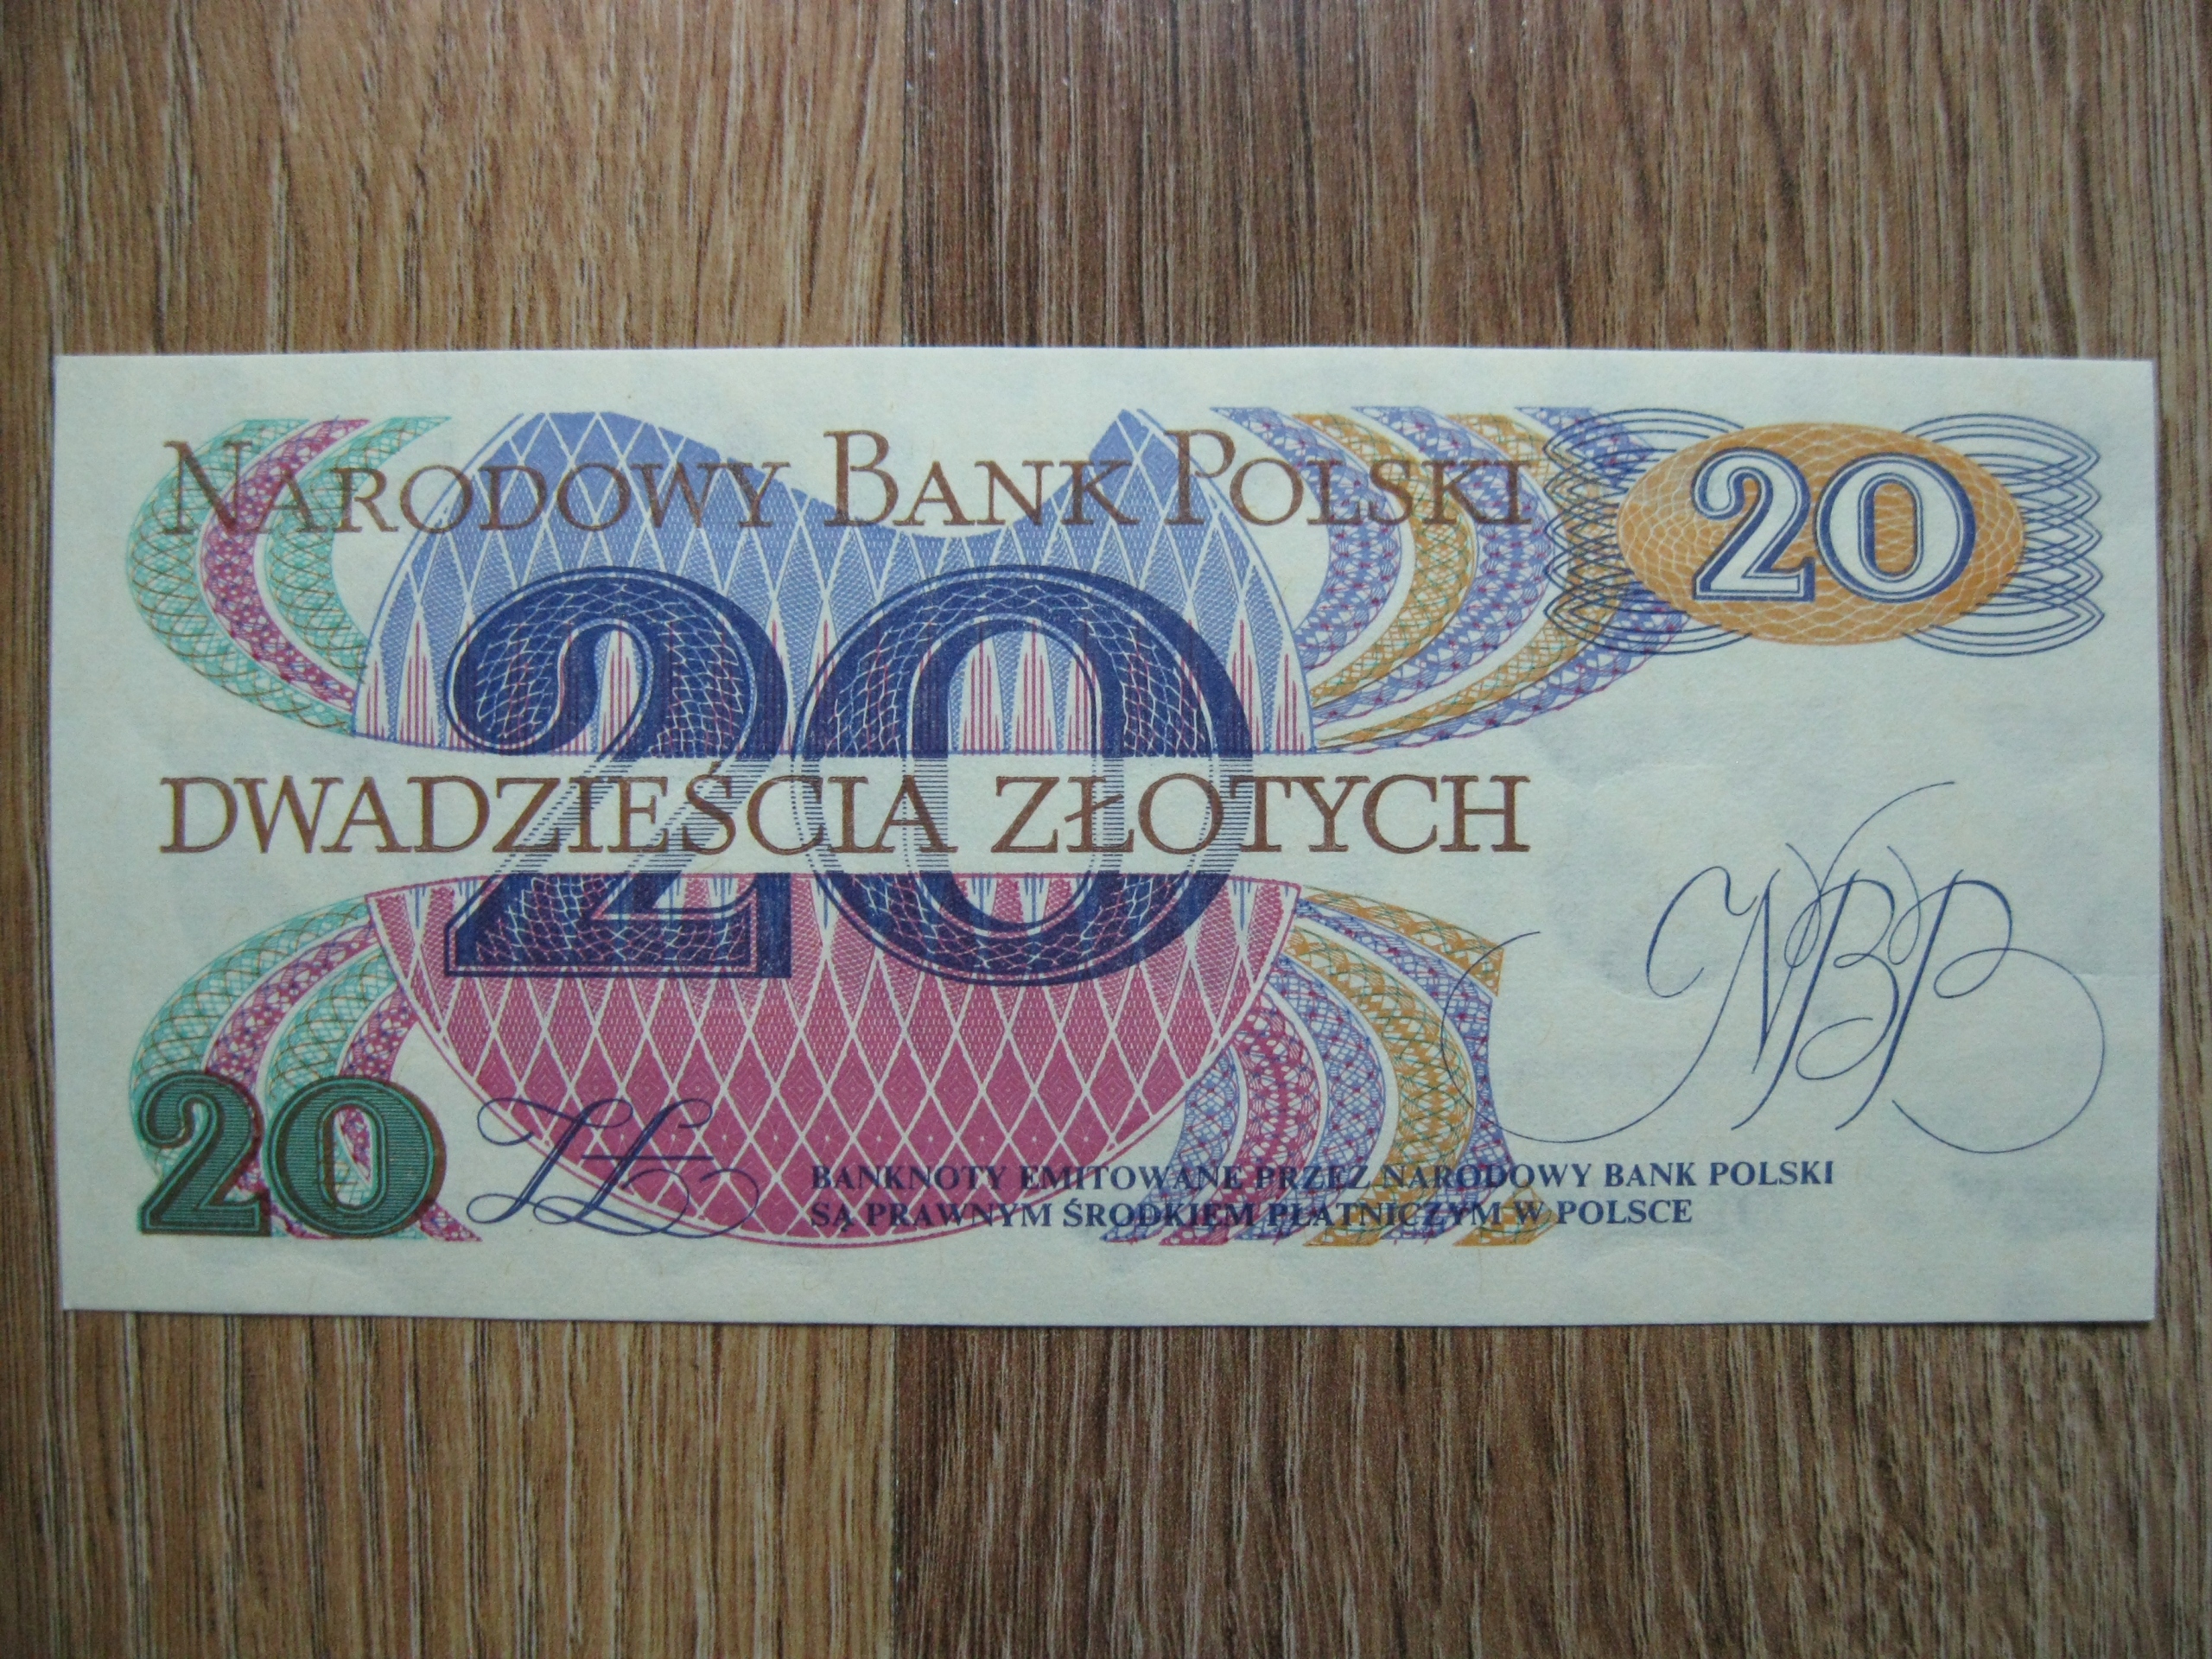 NARODOWY BANK POLSKI
20
20
DWADZIEŚCIA ZŁOTYCH
NBP
20
ZŁ
BANKNOTY EMITOWANE PRZEZ NARODOWY BANK POLSKI
SĄ PRAWNYM ŚRODKIEM PŁATNICZYM W POLSCE